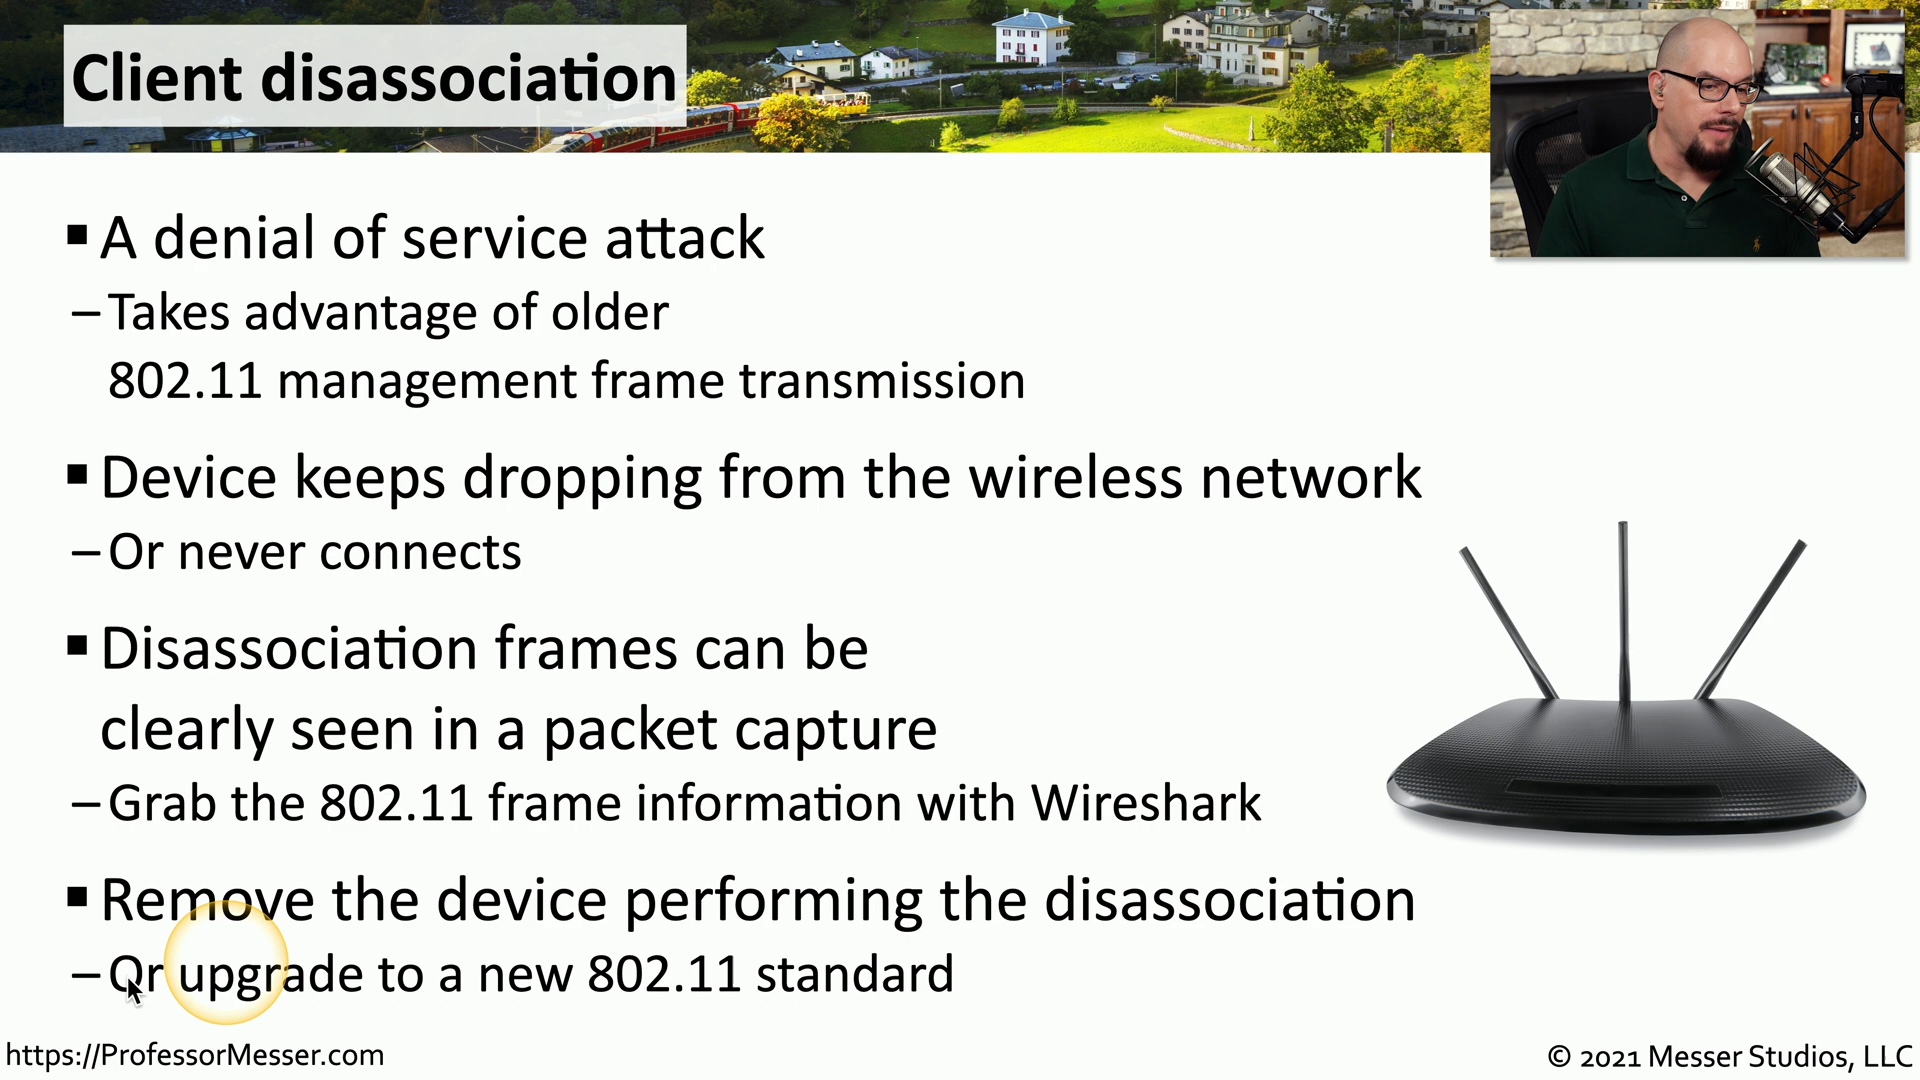 Client disassociation
▪ A denial of service attack
– Takes advantage of older
802.11 management frame transmission
▪ Device keeps dropping from the wireless network
– Or never connects
▪ Disassociation frames can be
clearly seen in a packet capture
– Grab the 802.11 frame information with Wireshark
▪ Remove the device performing the disassociation
– Or upgrade to a new 802.11 standard
https://ProfessorMesser.com
© 2021 Messer Studios, LLC